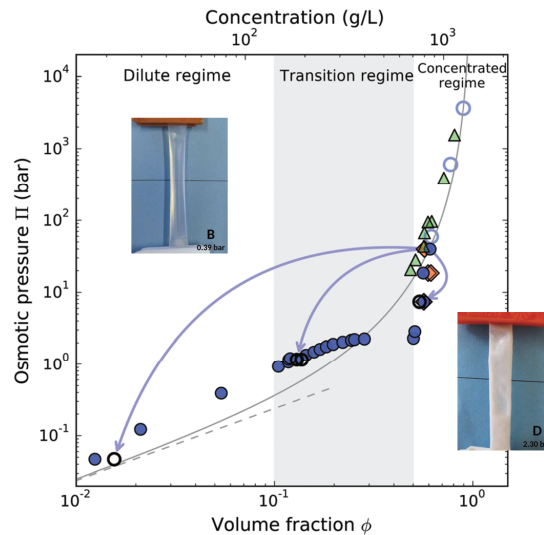 Concentration (g/L)
10²
10³
Dilute regime
Transition regime
Concentrated
regime
10⁴
10³
10²
10¹
10⁰
10⁻¹
Osmotic pressure Π (bar)
B
0.39 bar
D
2.30 b
10⁻²
10⁻¹
10⁰
Volume fraction ϕ